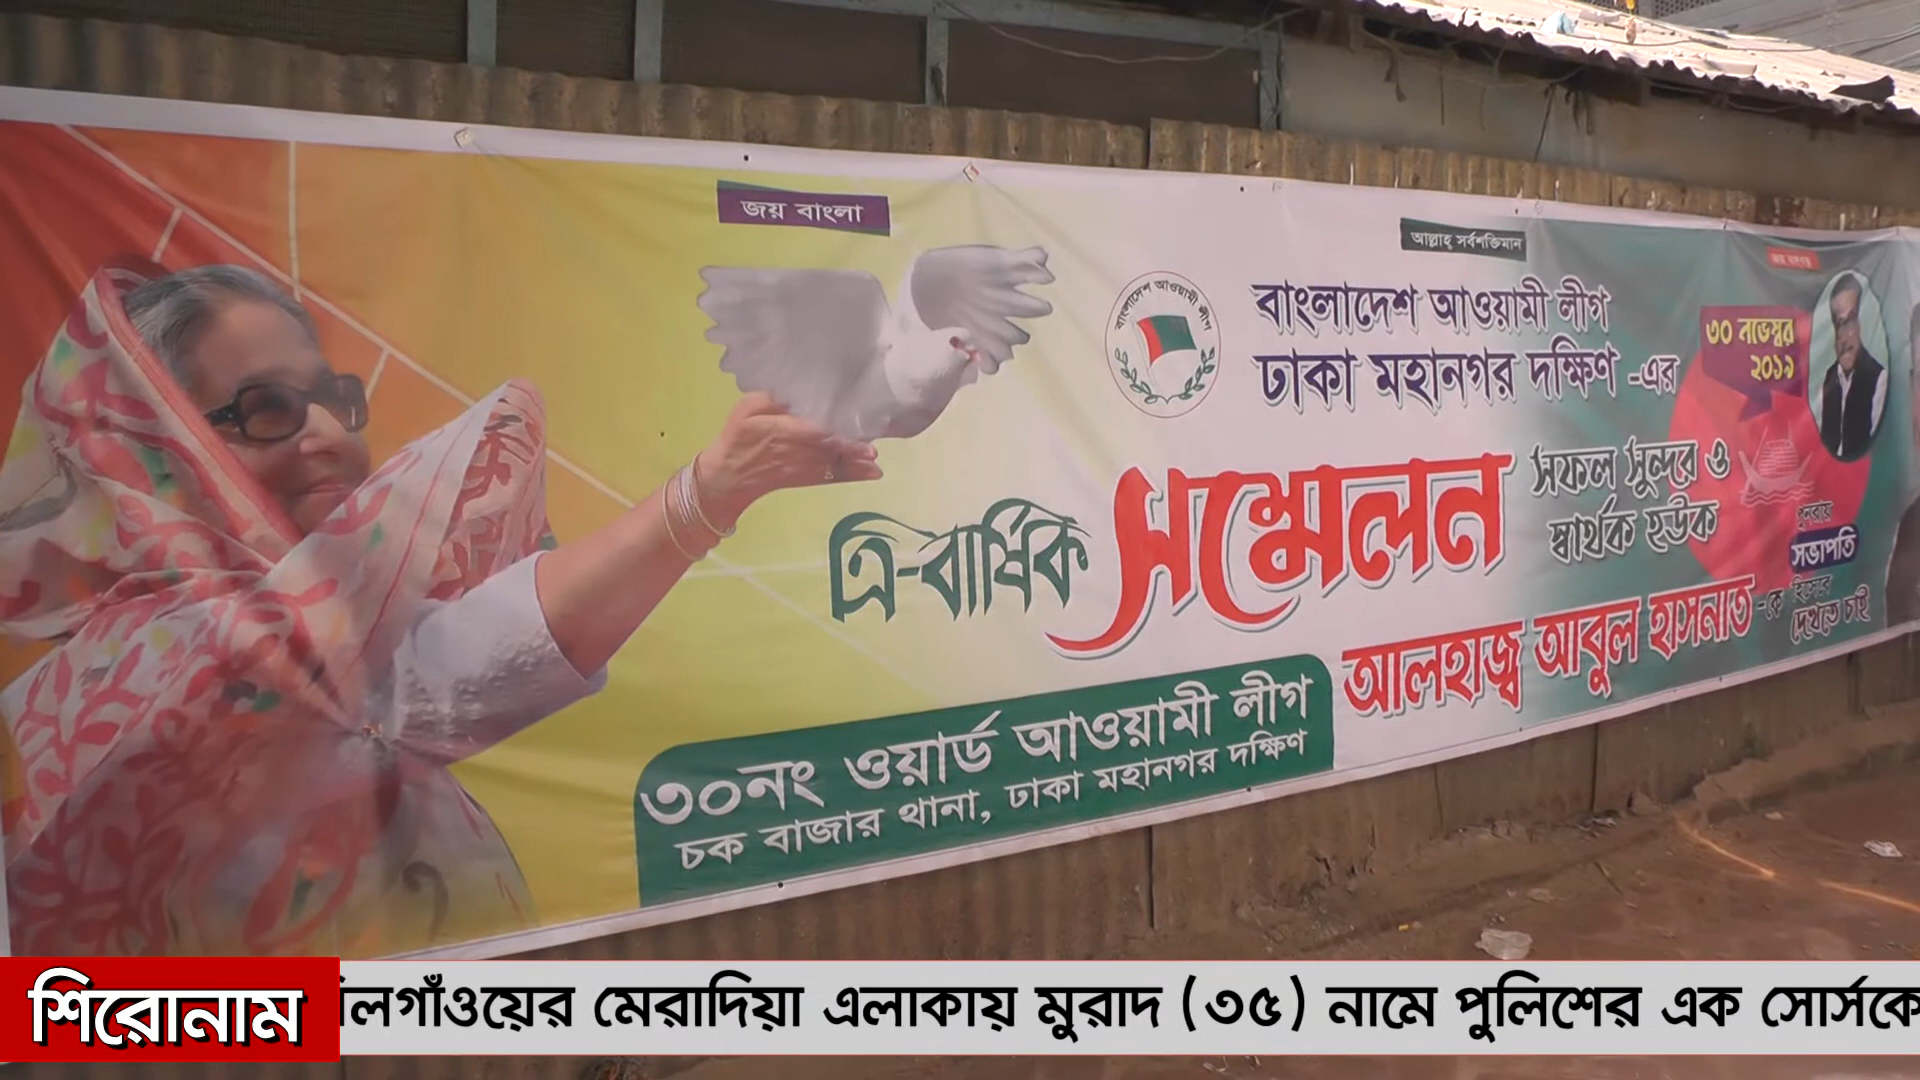 জয় বাংলা
আল্লাহ্ সর্বশক্তিমান
বাংলাদেশ আওয়ামী লীগ
বাংলাদেশ আওয়ামী লীগ
ঢাকা মহানগর দক্ষিণ -এর
৩০ নভেম্বর
২০১৯
ত্রি-বার্ষিক সম্মেলন
সফল সুন্দর ও
স্বার্থক হউক
পুনরায়
সভাপতি
হিসেবে
দেখতে চাই
আলহাজ্ব আবুল হাসনাত -কে
৩০নং ওয়ার্ড আওয়ামী লীগ
চক বাজার থানা, ঢাকা মহানগর দক্ষিণ
শিরোনাম
িলগাঁওয়ের মেরাদিয়া এলাকায় মুরাদ (৩৫) নামে পুলিশের এক সোর্সকে